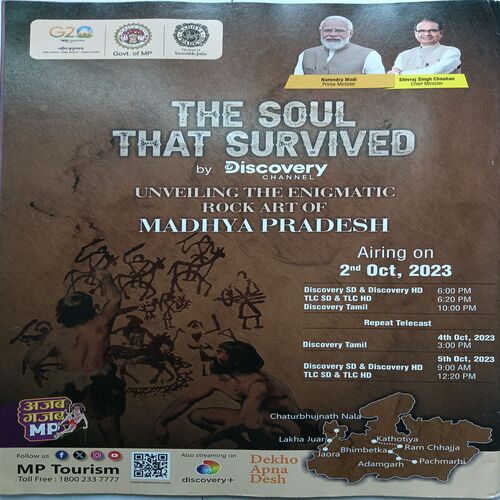 G20
Govt. of MP
The heart of
Incredible India
Narendra Modi
Prime Minister
Shivraj Singh Chouhan
Chief Minister
THE SOUL
THAT SURVIVED
by Discovery
CHANNEL
UNVEILING THE ENIGMATIC
ROCK ART OF
MADHYA PRADESH
Airing on
2nd Oct, 2023
Discovery SD & Discovery HD 6:00 PM
TLC SD & TLC HD 6:20 PM
Discovery Tamil 10:00 PM
Repeat Telecast
4th Oct, 2023
Discovery Tamil 3:00 PM
5th Oct, 2023
Discovery SD & Discovery HD 9:00 AM
TLC SD & TLC HD 12:20 PM
अजब
गजब
MP
Chaturbhujnath Nala
Lakha Juar
Kathotiya
Jaora
Ram Chhajja
Bhimbetka
Pachmarhi
Adamgarh
Follow us
MP Tourism
Toll Free : 1800 233 7777
Also streaming on
discovery+
Dekho
Apna
Desh